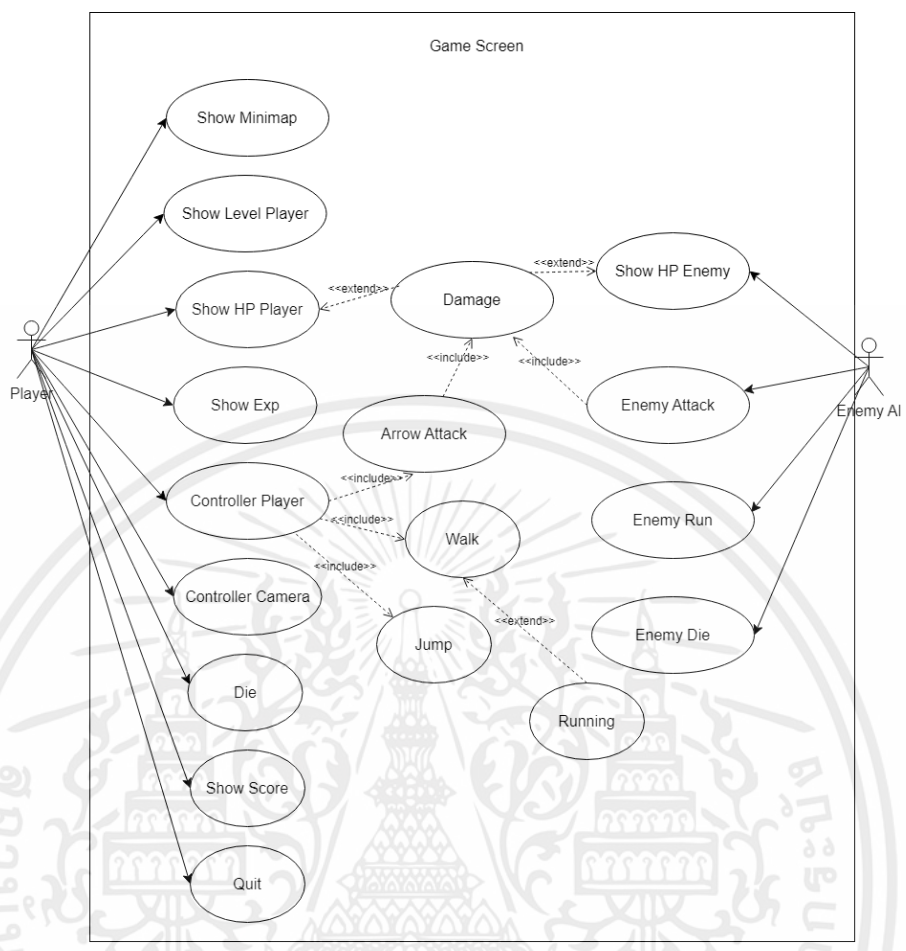 Game Screen
Show Minimap
Show Level Player
<<extend>>
Show HP Enemy
<<extend>>
Damage
Show HP Player
Player
<<include>>
<<include>>
Enemy AI
Show Exp
Enemy Attack
Arrow Attack
<<include>>
Controller Player
<<include>>
Enemy Run
Walk
<<include>>
Controller Camera
<<extend>>
Enemy Die
Jump
Die
Running
Show Score
Quit